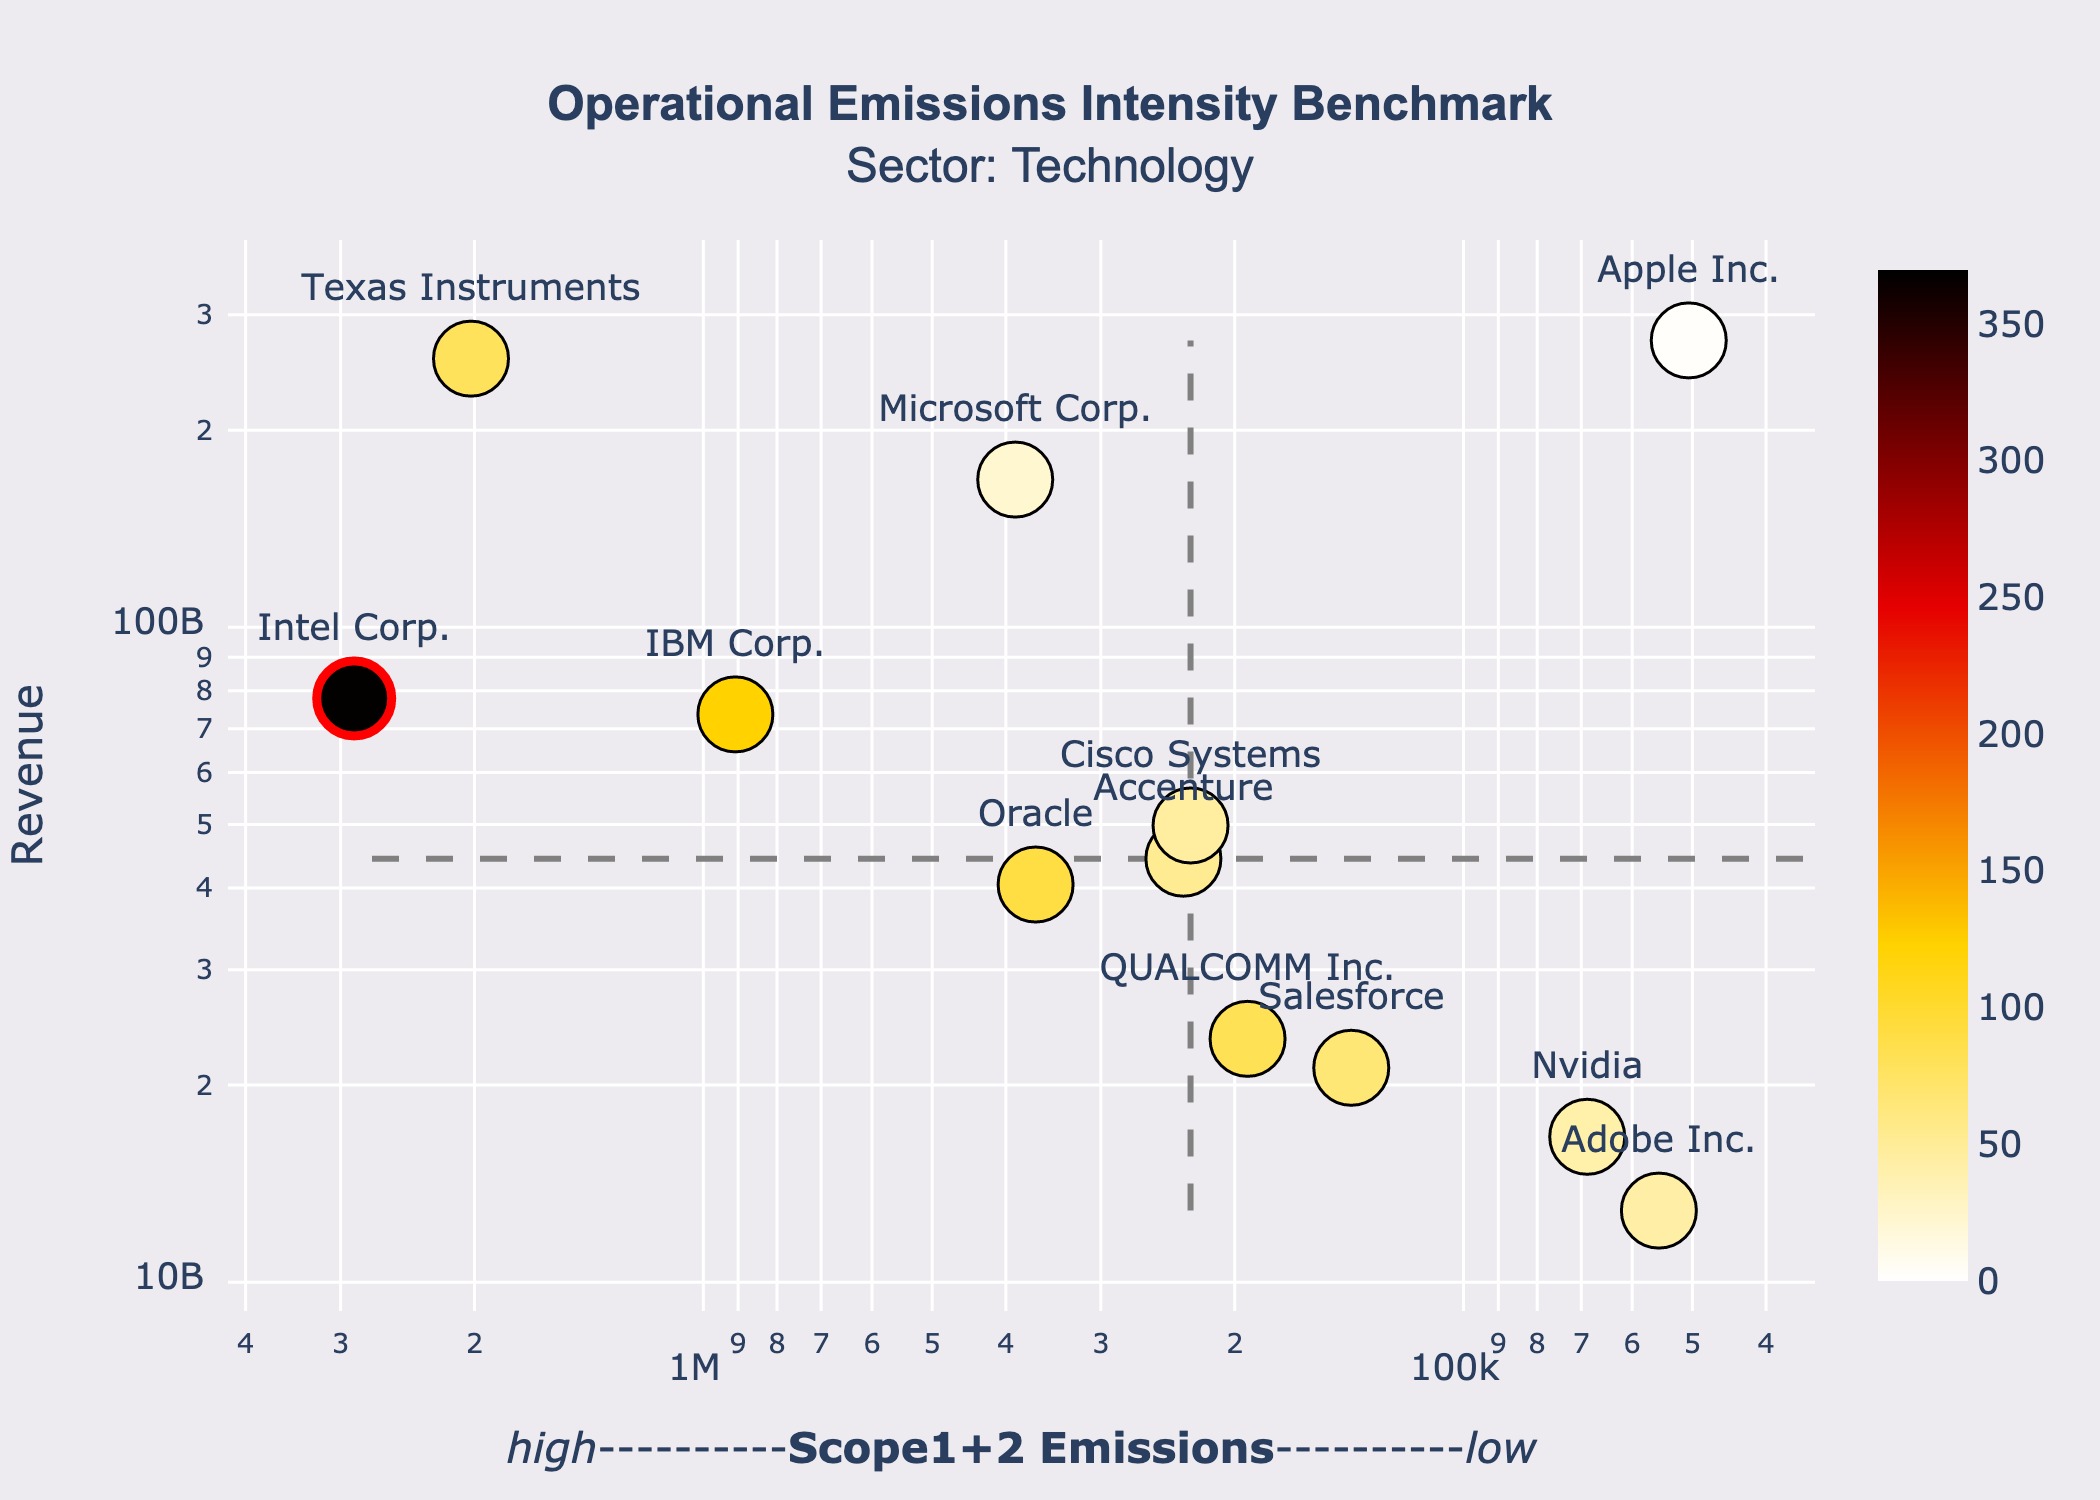 Operational Emissions Intensity Benchmark
Sector: Technology
Apple Inc.
Texas Instruments
Microsoft Corp.
Intel Corp.
IBM Corp.
Cisco Systems
Accenture
Oracle
QUALCOMM Inc.
Salesforce
Nvidia
Adobe Inc.
Revenue
3
2
100B
9
8
7
6
5
4
3
2
10B
4 3 2 9 8 7 6 5 4 3 2 9 8 7 6 5 4
1M 100k
high----------Scope1+2 Emissions----------low
350
300
250
200
150
100
50
0